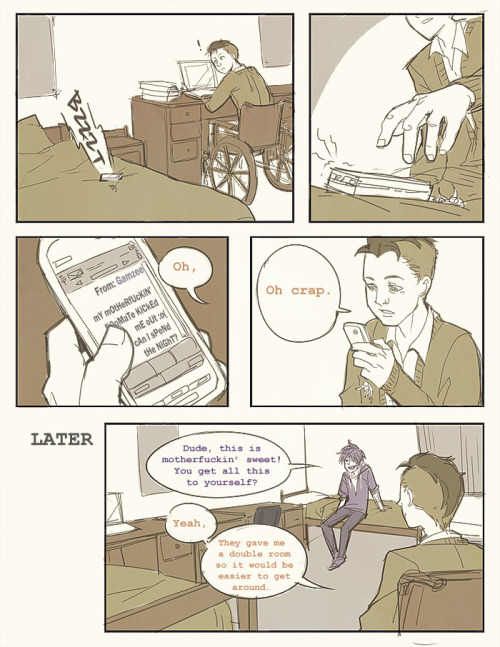 !
BZZZZT
From: Gamzee
mY mOtHeRfUcKiN'
KiCkEd
mE oUt :o(
cAn I sPeNd
tHe NiGhT?
Oh,
Oh crap.
LATER
Dude, this is
motherfuckin' sweet!
You get all this
to yourself?
Yeah,
They gave me
a double room
so it would be
easier to get
around.